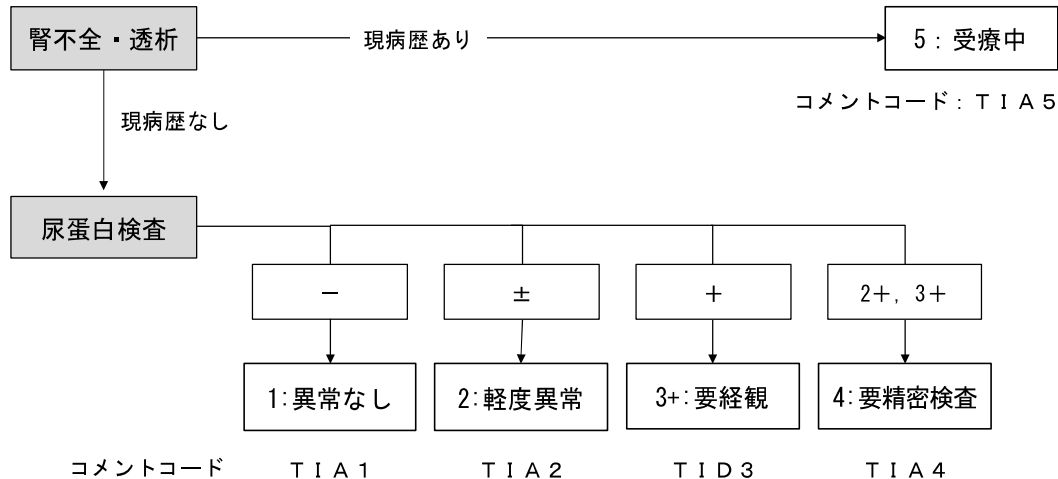 腎不全・透析
現病歴あり
5：受療中
コメントコード：ＴＩＡ５
現病歴なし
尿蛋白検査
－
±
＋
2+, 3+
1:異常なし
2:軽度異常
3+:要経観
4:要精密検査
コメントコード
ＴＩＡ１
ＴＩＡ２
ＴＩＤ３
ＴＩＡ４